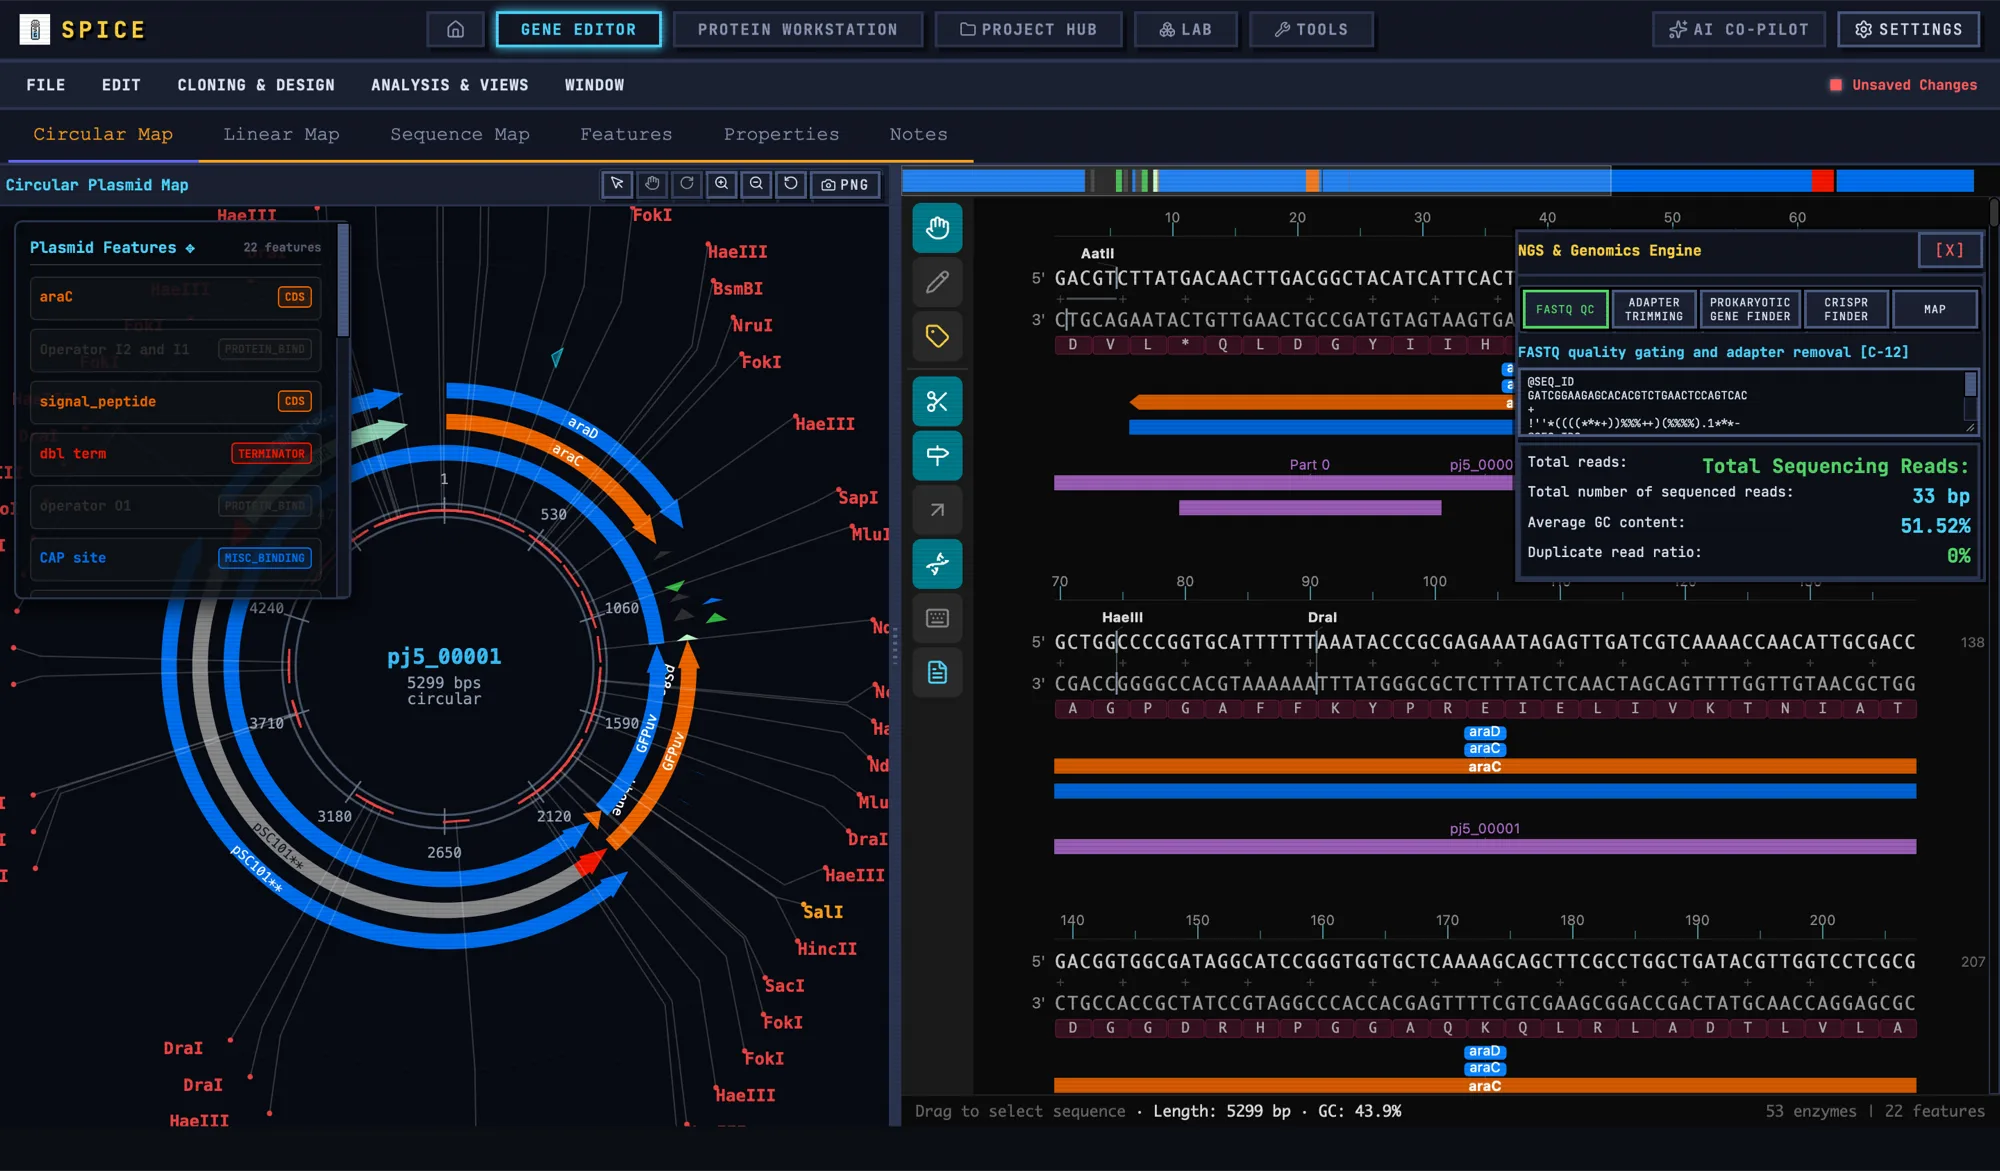 SPICE
GENE EDITOR
PROTEIN WORKSTATION
PROJECT HUB
LAB
TOOLS
AI CO-PILOT
SETTINGS
FILE
EDIT
CLONING & DESIGN
ANALYSIS & VIEWS
WINDOW
Unsaved Changes
Circular Map
Linear Map
Sequence Map
Features
Properties
Notes
Circular Plasmid Map
PNG
Plasmid Features
22 features
araC CDS
Operator I2 and I1 PROTEIN_BIND
signal_peptide CDS
dbl term TERMINATOR
operator O1 PROTEIN_BIND
CAP site MISC_BINDING
HaeIII
FokI
HaeIII
BsmBI
NruI
FokI
HaeIII
SapI
MluI
DraI
HaeIII
SalI
HincII
SacI
FokI
FokI
HaeIII
DraI
DraI
HaeIII
araD
araC
GFPuv
GFPuv
pSC101**
pSC101**
1
530
1060
1590
2120
2650
3180
3710
4240
pj5_00001
5299 bps
circular
10 20 30 40 50 60
AatII
5' GACGTCTTATGACAACTTGACGGCTACATCATTCACT
3' CTGCAGAATACTGTTGAACTGCCGATGTAGTAAGTGA
D V L * Q L D G Y I I H
Part 0
NGS & Genomics Engine
[X]
FASTQ QC
ADAPTER TRIMMING
PROKARYOTIC GENE FINDER
CRISPR FINDER
MAP
FASTQ quality gating and adapter removal [C-12]
@SEQ_ID
GATCGGAAGAGCACACGTCTGAACTCCAGTCAC
+
!''*((((***+))%%%++)(%%%%).1***-
Total reads: Total Sequencing Reads:
Total number of sequenced reads: 33 bp
Average GC content: 51.52%
Duplicate read ratio: 0%
70 80 90 100
HaeIII
DraI
5' GCTGGCCCCGGTGCATTTTTTAAATACCCGCGAGAAATAGAGTTGATCGTCAAAACCAACATTGCGACC 138
3' CGACCGGGGCCACGTAAAAAATTTATGGGCGCTCTTTATCTCAACTAGCAGTTTTGGTTGTAACGCTGG
A G P G A F F K Y P R E I E L I V K T N I A T
araD
araC
araC
pj5_00001
140 150 160 170 180 190 200
5' GACGGTGGCGATAGGCATCCGGGTGGTGCTCAAAAGCAGCTTCGCCTGGCTGATACGTTGGTCCTCGCG 207
3' CTGCCACCGCTATCCGTAGGCCCACCACGAGTTTTCGTCGAAGCGGACCGACTATGCAACCAGGAGCGC
D G G D R H P G G A Q K Q L R L A D T L V L A
araD
araC
araC
Drag to select sequence · Length: 5299 bp · GC: 43.9%
53 enzymes | 22 features